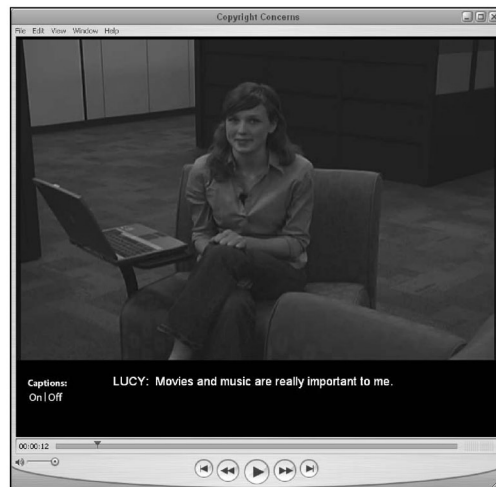 Copyright Concerns
File Edit View Window Help
LUCY: Movies and music are really important to me.
Captions:
On | Off
00:00:12